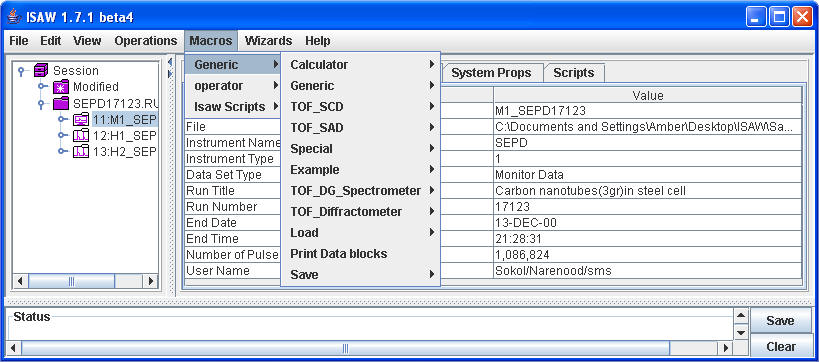 ISAW 1.7.1 beta4
File Edit View Operations Macros Wizards Help
Generic
operator
Isaw Scripts
Calculator
Generic
TOF_SCD
TOF_SAD
Special
Example
TOF_DG_Spectrometer
TOF_Diffractometer
Load
Print Data blocks
Save
Session
Modified
SEPD17123.RU
11:M1_SEP
12:H1_SEP
13:H2_SEP
System Props Scripts
Value
M1_SEPD17123
File C:\Documents and Settings\Amber\Desktop\ISAW\Sa...
Instrument Name SEPD
Instrument Type 1
Data Set Type Monitor Data
Run Title Carbon nanotubes(3gr)in steel cell
Run Number 17123
End Date 13-DEC-00
End Time 21:28:31
Number of Pulse 1,086,824
User Name Sokol/Narenood/sms
Status
Save
Clear